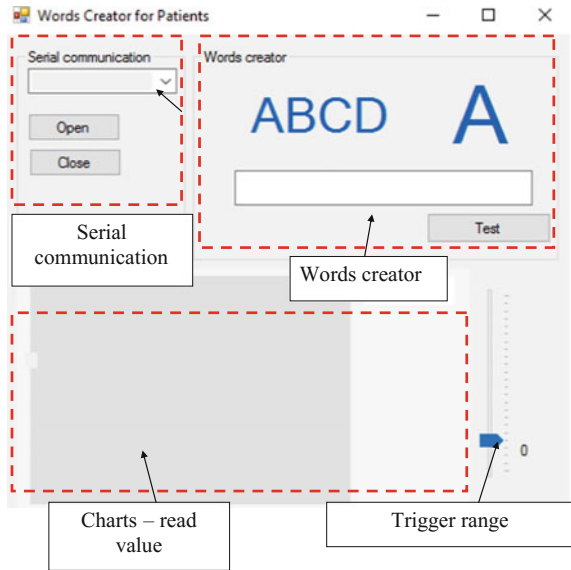 Words Creator for Patients
Serial communication
Words creator
ABCD
A
Open
Close
Test
Serial
communication
Words creator
0
Charts – read
value
Trigger range